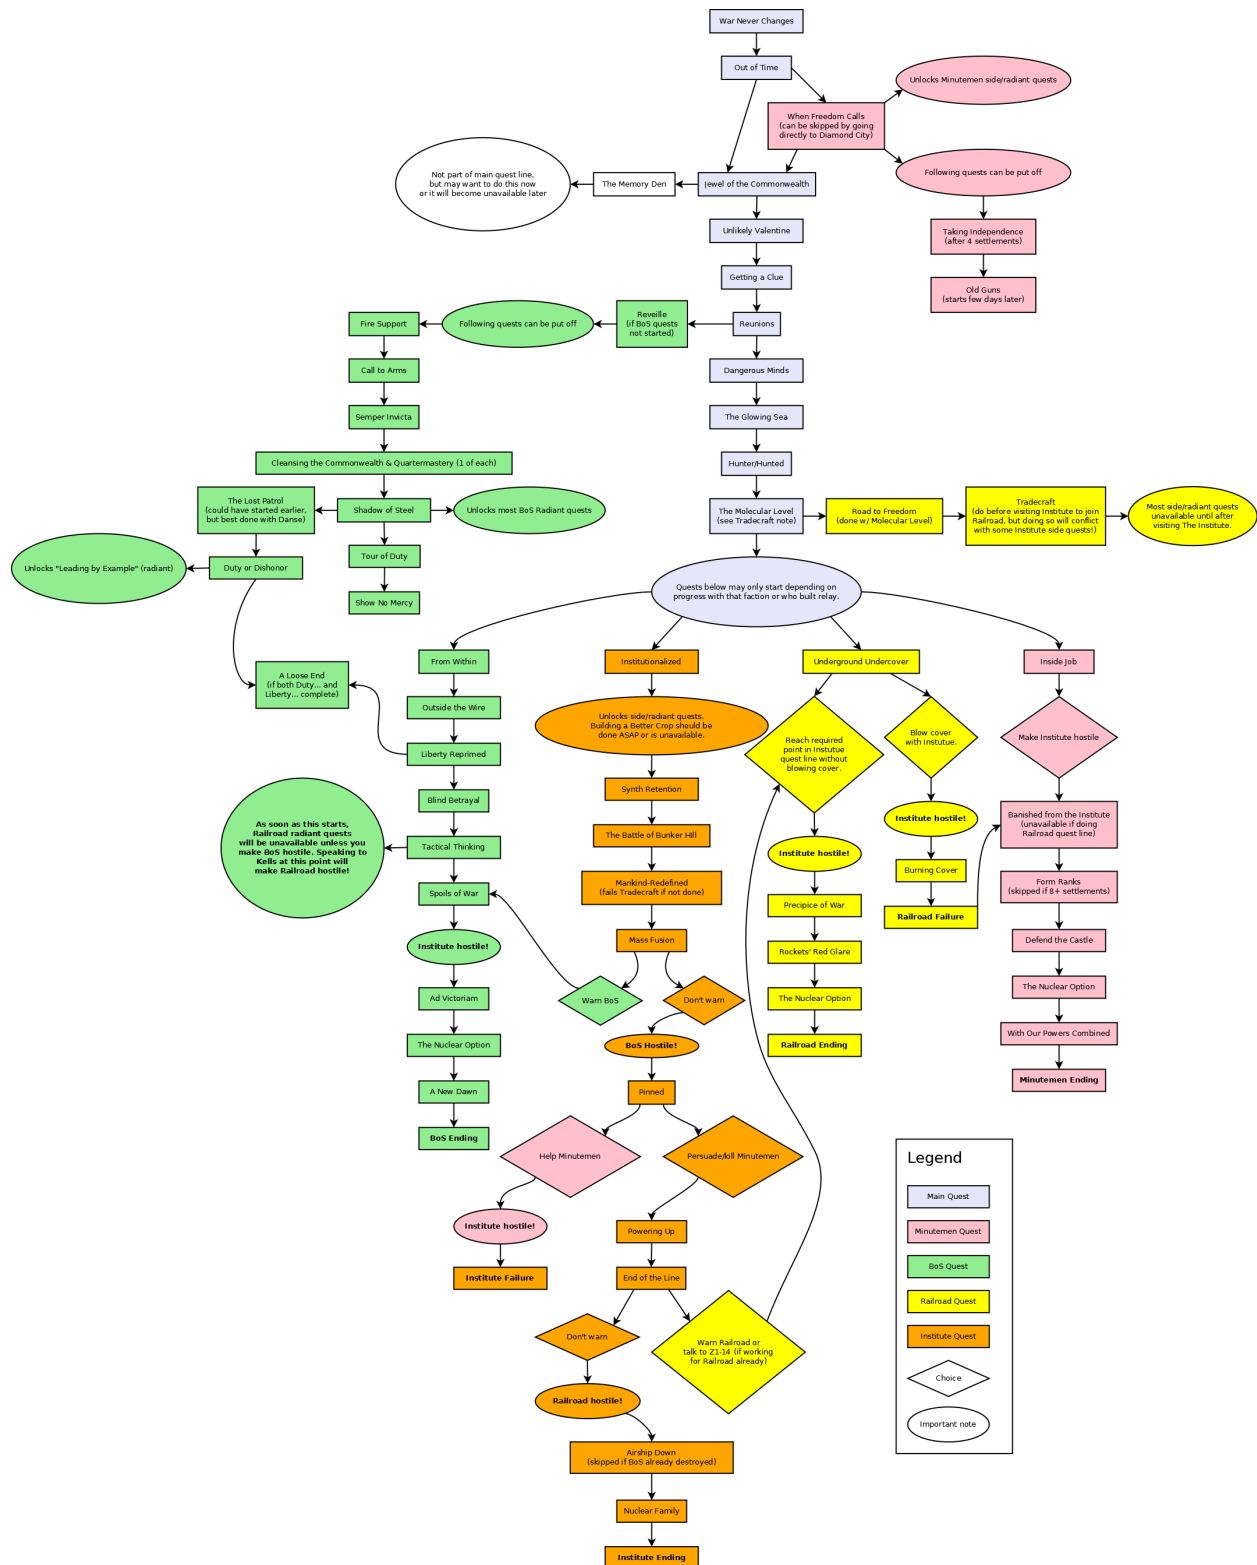 War Never Changes
Out of Time
Unlocks Minutemen side/radiant quests
When Freedom Calls
(can be skipped by going
directly to Diamond City)
Not part of main quest line,
but may want to do this now
or it will become unavailable later
The Memory Den
Jewel of the Commonwealth
Following quests can be put off
Unlikely Valentine
Taking Independence
(after 4 settlements)
Getting a Clue
Old Guns
(starts few days later)
Fire Support
Following quests can be put off
Reveille
(if BoS quests
not started)
Reunions
Call to Arms
Dangerous Minds
Semper Invicta
The Glowing Sea
Cleansing the Commonwealth & Quartermastery (1 of each)
Hunter/Hunted
The Lost Patrol
(could have started earlier,
but best done with Danse)
Shadow of Steel
Unlocks most BoS Radiant quests
The Molecular Level
(see Tradecraft note)
Road to Freedom
(done w/ Molecular Level)
Tradecraft
(do before visiting Institute to join
Railroad, but doing so will conflict
with some Institute side quests!)
Most side/radiant quests
unavailable until after
visiting The Institute.
Unlocks "Leading by Example" (radiant)
Duty or Dishonor
Tour of Duty
Show No Mercy
Quests below may only start depending on
progress with that faction or who built relay.
From Within
Institutionalized
Underground Undercover
Inside Job
A Loose End
(if both Duty... and
Liberty... complete)
Outside the Wire
Unlocks side/radiant quests.
Building a Better Crop should be
done ASAP or is unavailable.
Reach required
point in Instutue
quest line without
blowing cover.
Blow cover
with Instutue.
Make Institute hostile
Liberty Reprimed
Blind Betrayal
Synth Retention
As soon as this starts,
Railroad radiant quests
will be unavailable unless you
make BoS hostile. Speaking to
Kells at this point will
make Railroad hostile!
Tactical Thinking
The Battle of Bunker HIll
Institute hostile!
Institute hostile!
Banished from the Institute
(unavailable if doing
Railroad quest line)
Spoils of War
Mankind-Redefined
(fails Tradecraft if not done)
Burning Cover
Form Ranks
(skipped if 8+ settlements)
Institute hostile!
Mass Fusion
Precipice of War
Railroad Failure
Defend the Castle
Ad Victoriam
Warn BoS
Don't warn
Rockets' Red Glare
The Nuclear Option
The Nuclear Option
The Nuclear Option
BoS Hostile!
Railroad Ending
With Our Powers Combined
A New Dawn
Pinned
Minutemen Ending
BoS Ending
Help Minutemen
Persuade/kill Minutemen
Institute hostile!
Powering Up
Institute Failure
End of the Line
Don't warn
Warn Railroad or
talk to Z1-14 (if working
for Railroad already)
Railroad hostile!
Airship Down
(skipped if BoS already destroyed)
Nuclear Family
Institute Ending
Legend
Main Quest
Minutemen Quest
BoS Quest
Railroad Quest
Institute Quest
Choice
Important note